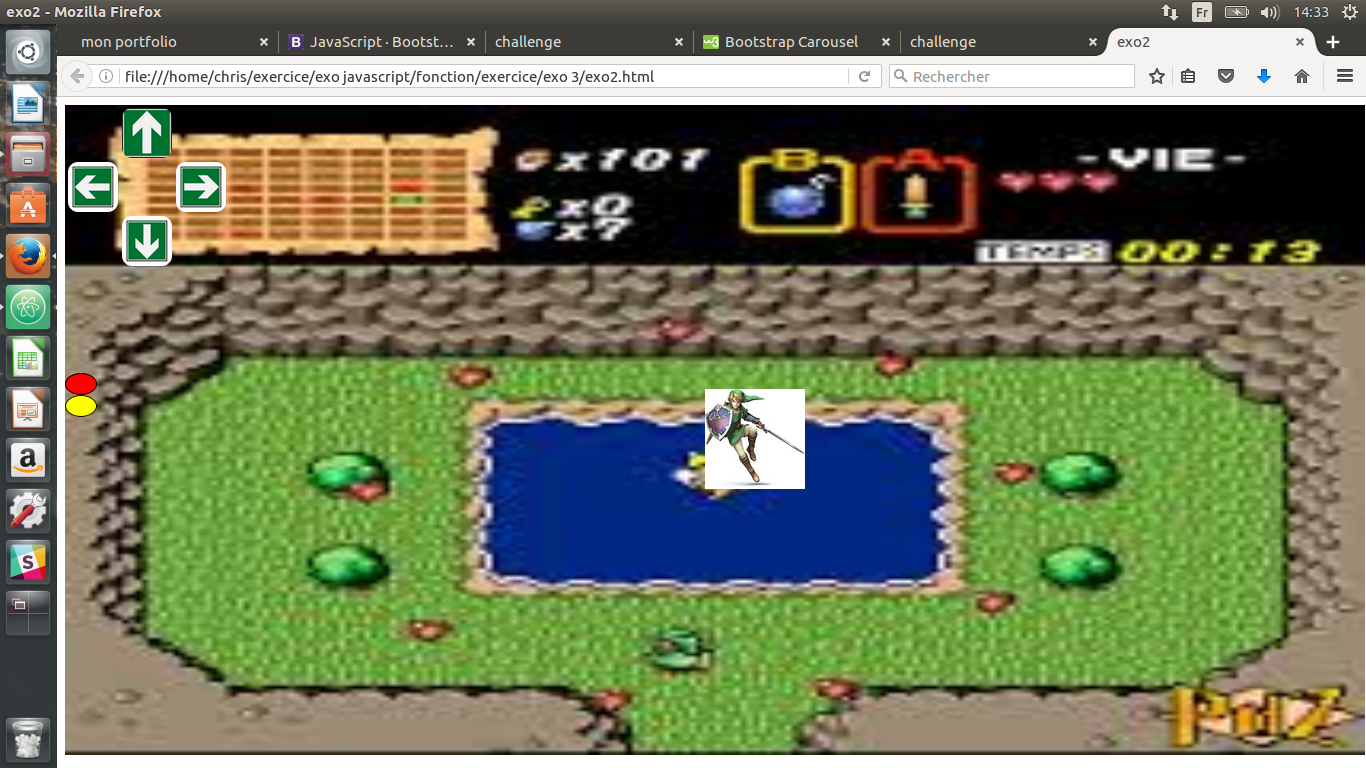 exo2 - Mozilla Firefox
Fr
14:33
mon portfolio
B JavaScript · Bootst…
challenge
w3 Bootstrap Carousel
challenge
exo2
file:///home/chris/exercice/exo javascript/fonction/exercice/exo 3/exo2.html
Rechercher
x101
B
A
-VIE-
x0
x7
TEMPS 00:13
A
a
S